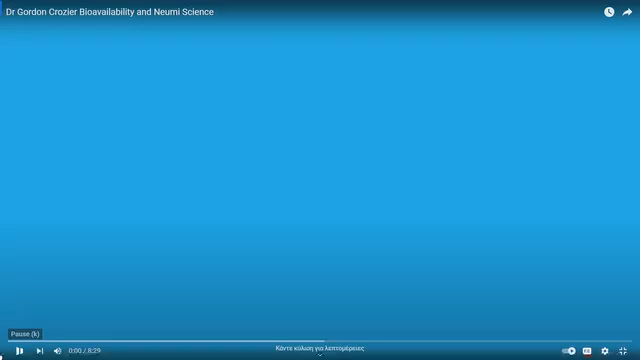 Dr Gordon Crozier Bioavailability and Neumi Science
Pause (k)
0:00 / 8:29
Κάντε κύλιση για λεπτομέρειες